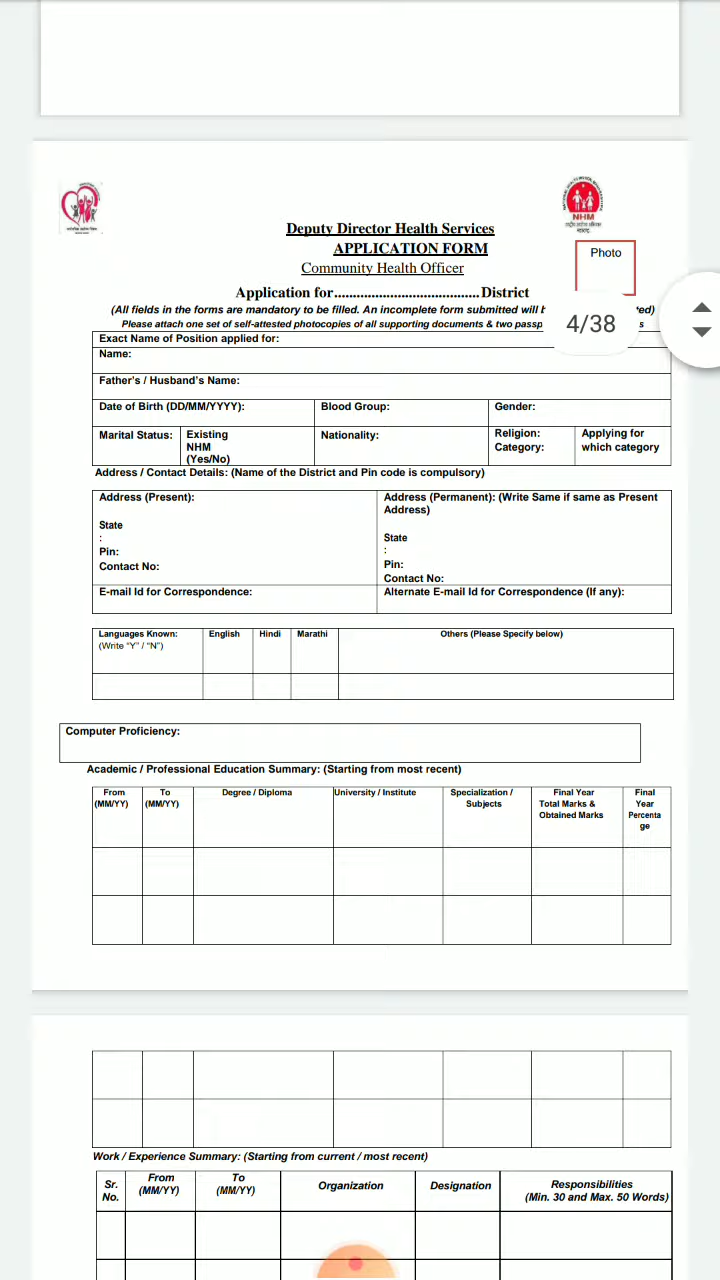 NHM
Deputy Director Health Services
APPLICATION FORM
Photo
Community Health Officer
Application for.......................................District
(All fields in the forms are mandatory to be filled. An incomplete form submitted will b ted)
Please attach one set of self-attested photocopies of all supporting documents & two passp s
4/38
Exact Name of Position applied for:
Name:
Father's / Husband's Name:
Date of Birth (DD/MM/YYYY): Blood Group: Gender:
Marital Status: Existing NHM (Yes/No) Nationality: Religion: Category: Applying for which category
Address / Contact Details: (Name of the District and Pin code is compulsory)
Address (Present): Address (Permanent): (Write Same if same as Present Address)
State State
: :
Pin: Pin:
Contact No: Contact No:
E-mail Id for Correspondence: Alternate E-mail Id for Correspondence (If any):
Languages Known: English Hindi Marathi Others (Please Specify below)
(Write "Y" / "N")
Computer Proficiency:
Academic / Professional Education Summary: (Starting from most recent)
From (MM/YY) To (MM/YY) Degree / Diploma University / Institute Specialization / Subjects Final Year Total Marks & Obtained Marks Final Year Percenta ge
Work / Experience Summary: (Starting from current / most recent)
Sr. No. From (MM/YY) To (MM/YY) Organization Designation Responsibilities (Min. 30 and Max. 50 Words)